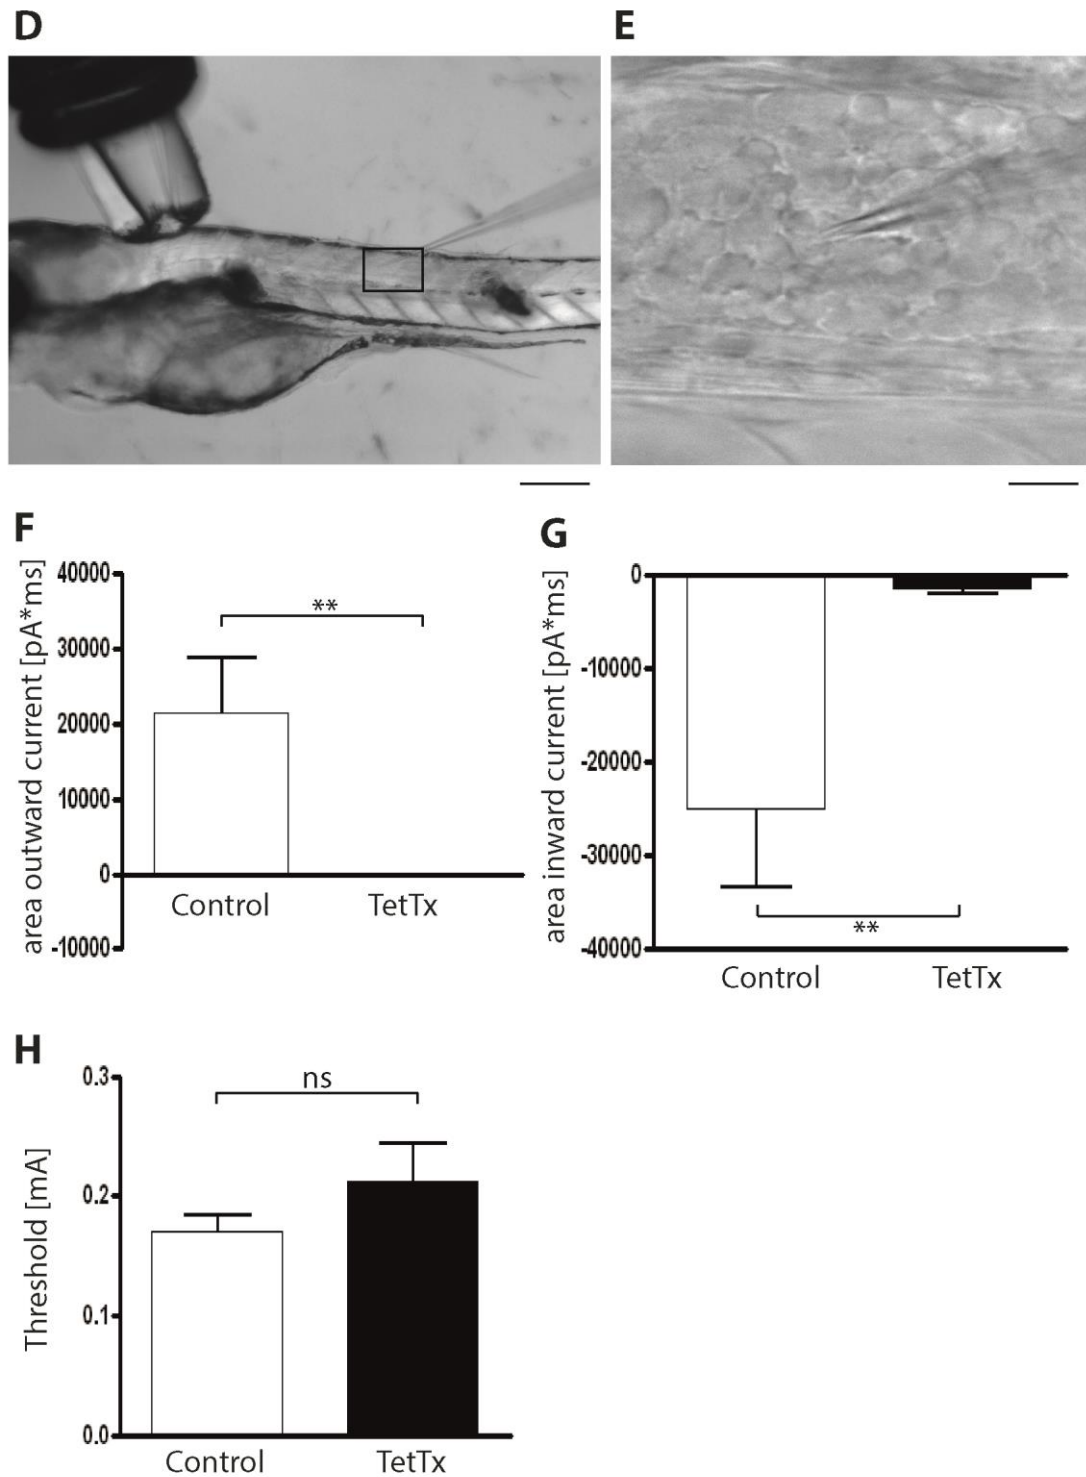 D
E
F
area outward current [pA*ms]
40000
30000
20000
10000
0
-10000
**
Control
TetTx
G
area inward current [pA*ms]
0
-10000
-20000
-30000
-40000
**
Control
TetTx
H
Threshold [mA]
0.3
0.2
0.1
0.0
ns
Control
TetTx